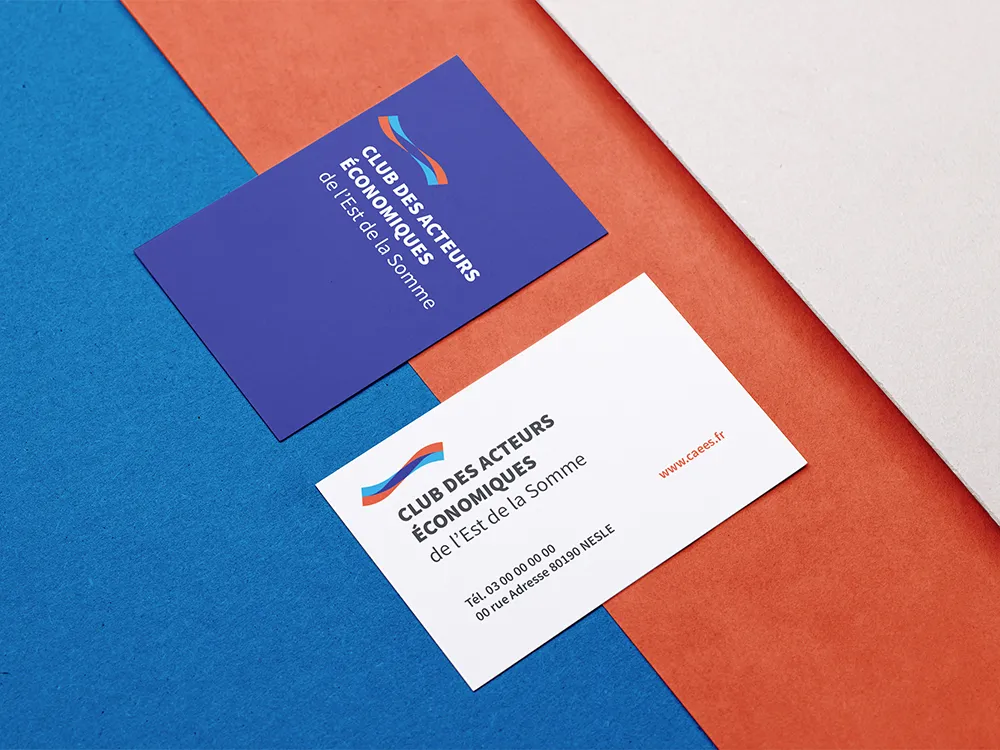 CLUB DES ACTEURS
ÉCONOMIQUES
de l'Est de la Somme
CLUB DES ACTEURS
ÉCONOMIQUES
de l'Est de la Somme
www.caees.fr
Tél. 03 00 00 00 00
00 rue Adresse 80190 NESLE